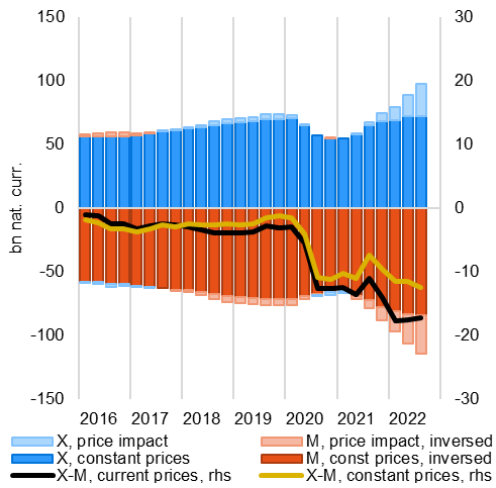 150
30
100
20
50
10
0
0
-50
-10
-100
-20
-150
-30
bn nat. curr.
2016 2017 2018 2019 2020 2021 2022
X, price impact
M, price impact, inversed
X, constant prices
M, const prices, inversed
X-M, current prices, rhs
X-M, constant prices, rhs